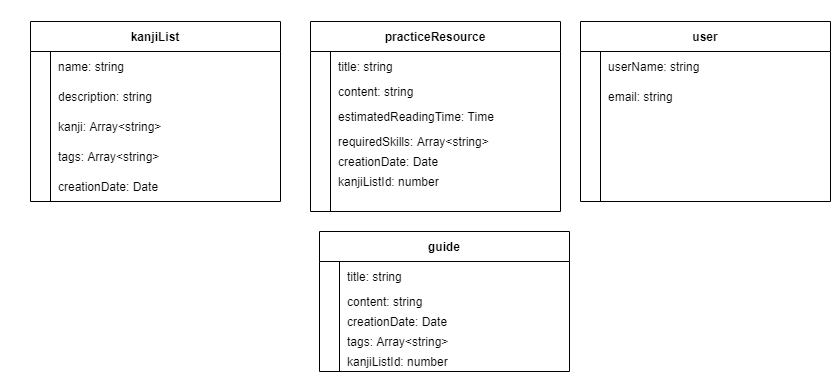 kanjiList
name: string
description: string
kanji: Array<string>
tags: Array<string>
creationDate: Date
practiceResource
title: string
content: string
estimatedReadingTime: Time
requiredSkills: Array<string>
creationDate: Date
kanjiListId: number
user
userName: string
email: string
guide
title: string
content: string
creationDate: Date
tags: Array<string>
kanjiListId: number